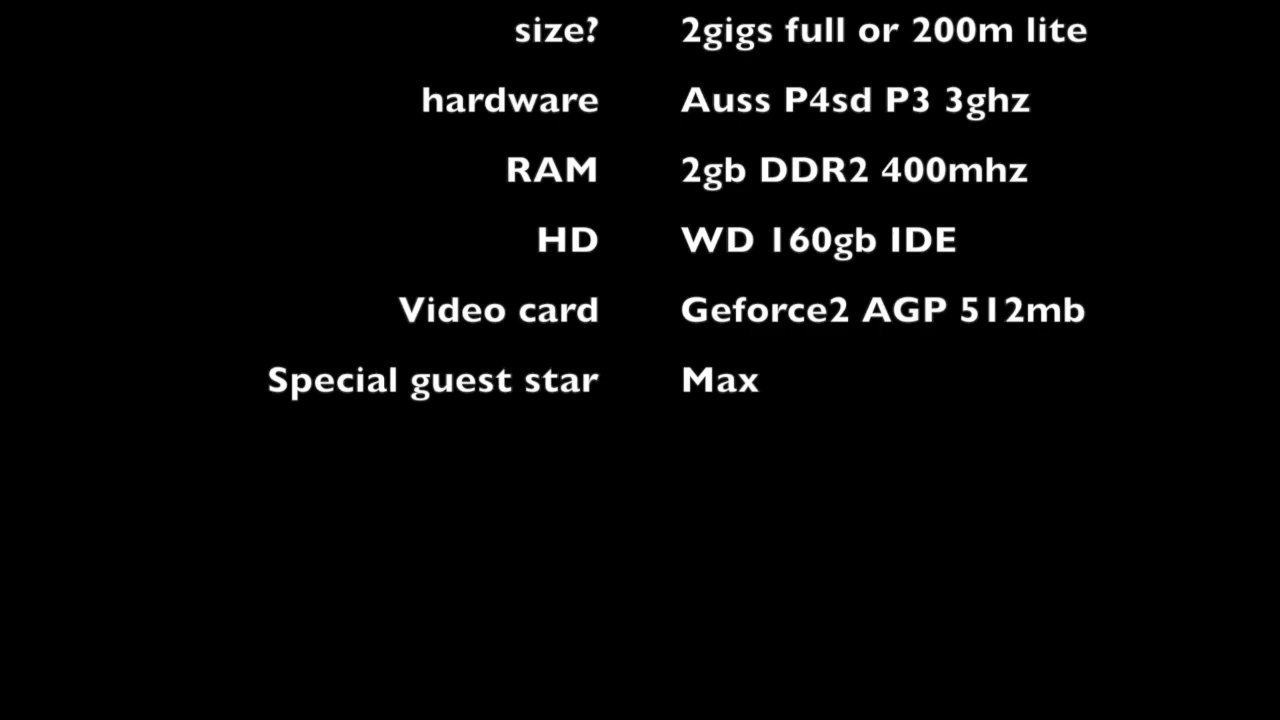 size? 2gigs full or 200m lite
hardware Auss P4sd P3 3ghz
RAM 2gb DDR2 400mhz
HD WD 160gb IDE
Video card Geforce2 AGP 512mb
Special guest star Max